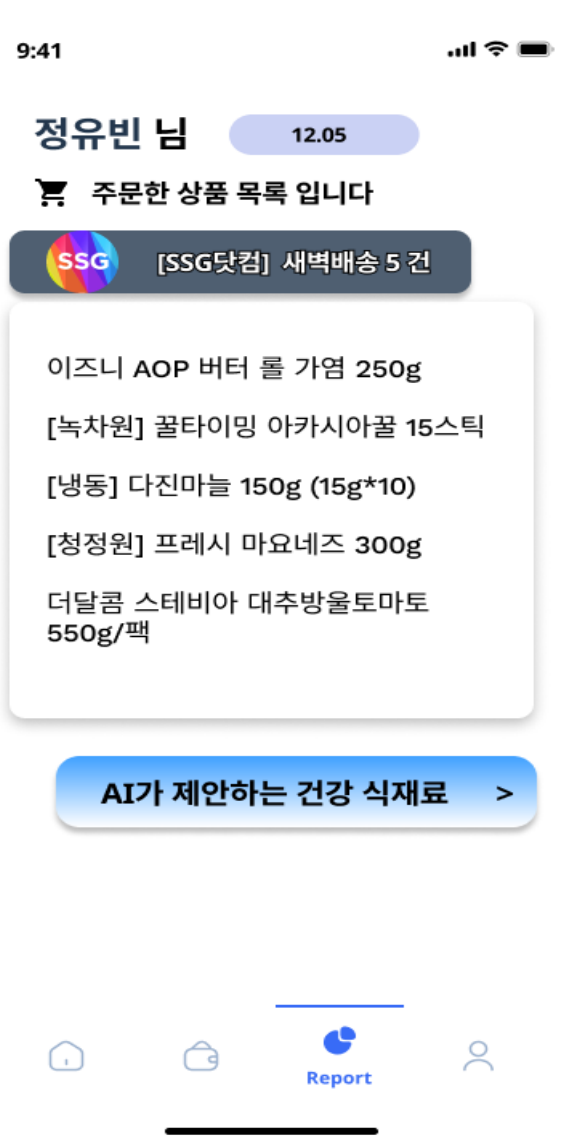 9:41
정유빈 님
12.05
주문한 상품 목록 입니다
SSG
[SSG닷컴] 새벽배송 5 건
이즈니 AOP 버터 롤 가염 250g
[녹차원] 꿀타이밍 아카시아꿀 15스틱
[냉동] 다진마늘 150g (15g*10)
[청정원] 프레시 마요네즈 300g
더달콤 스테비아 대추방울토마토
550g/팩
AI가 제안하는 건강 식재료 >
Report